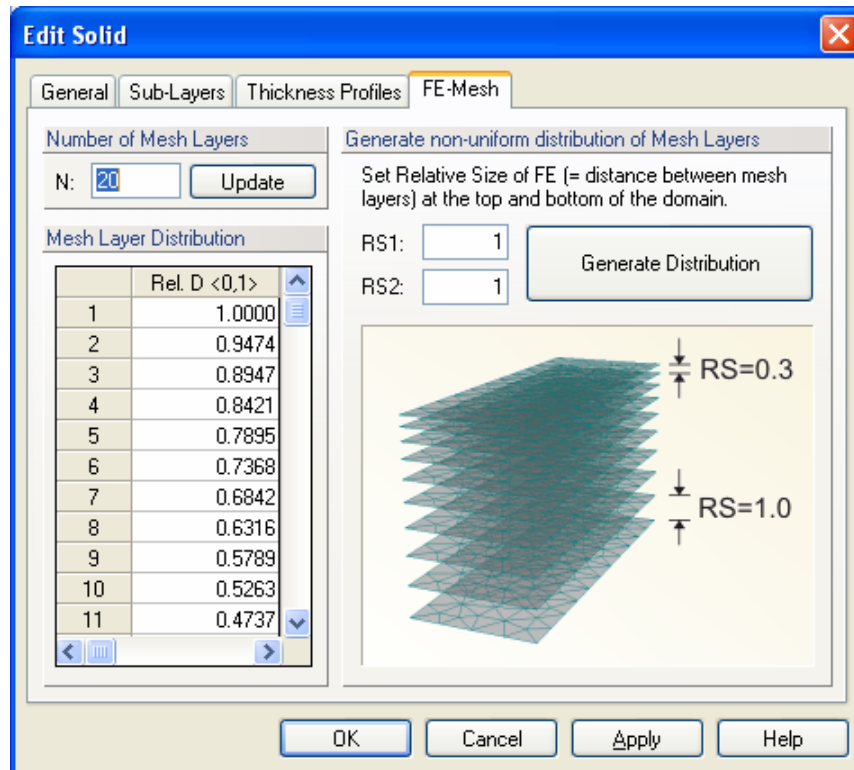 Edit Solid
General Sub-Layers Thickness Profiles FE-Mesh
Number of Mesh Layers
N: 20 Update
Mesh Layer Distribution
Rel. D <0,1>
1 1.0000
2 0.9474
3 0.8947
4 0.8421
5 0.7895
6 0.7368
7 0.6842
8 0.6316
9 0.5789
10 0.5263
11 0.4737
Generate non-uniform distribution of Mesh Layers
Set Relative Size of FE (= distance between mesh
layers) at the top and bottom of the domain.
RS1: 1
RS2: 1
Generate Distribution
RS=0.3
RS=1.0
OK Cancel Apply Help